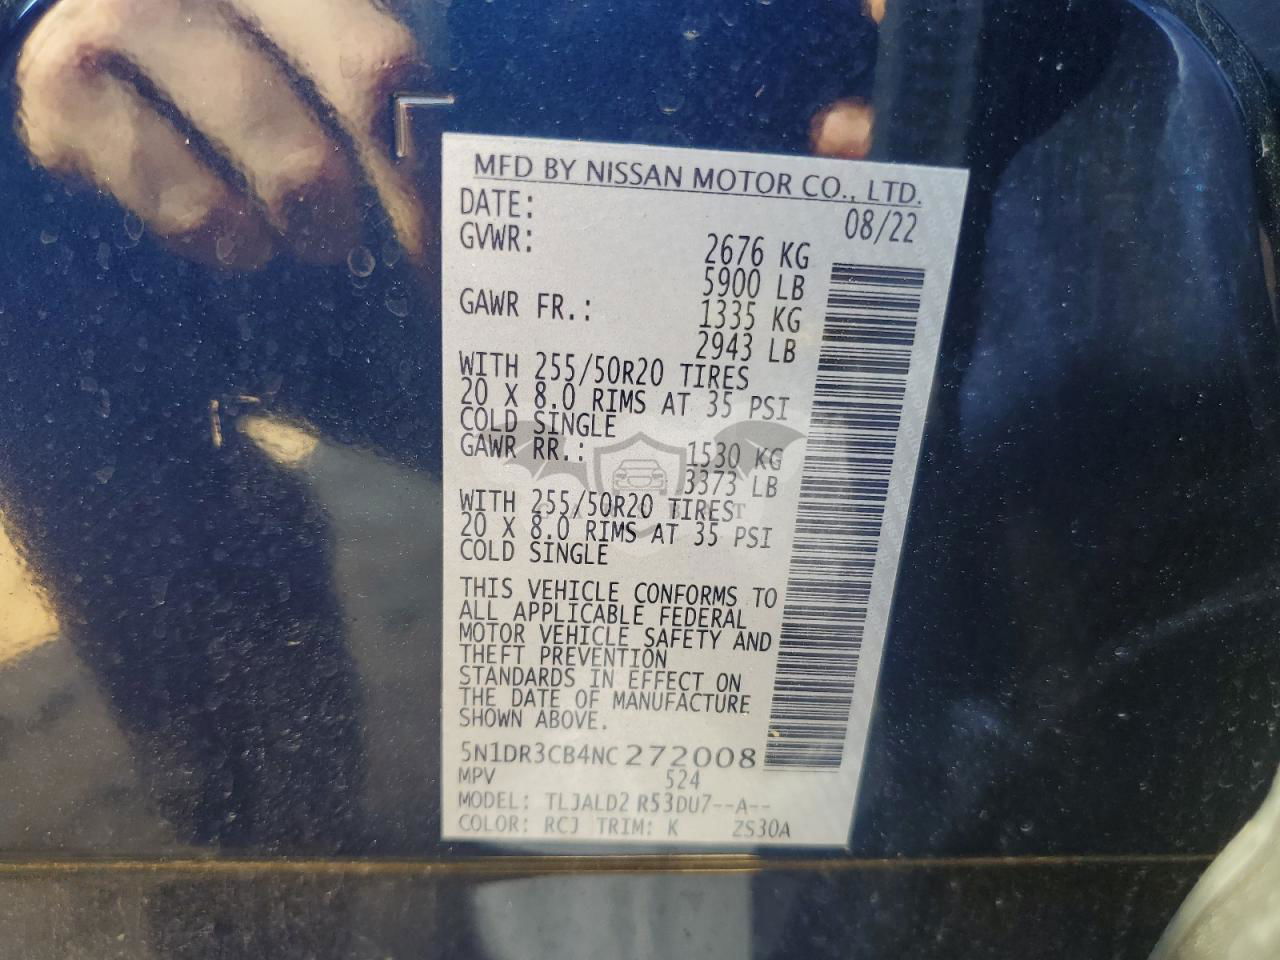 MFD BY NISSAN MOTOR CO., LTD.
DATE: 08/22
GVWR: 2676 KG
5900 LB
GAWR FR.: 1335 KG
2943 LB
WITH 255/50R20 TIRES
20 X 8.0 RIMS AT 35 PSI
COLD SINGLE
GAWR RR.: 1530 KG
3373 LB
WITH 255/50R20 TIRES
20 X 8.0 RIMS AT 35 PSI
COLD SINGLE
THIS VEHICLE CONFORMS TO
ALL APPLICABLE FEDERAL
MOTOR VEHICLE SAFETY AND
THEFT PREVENTION
STANDARDS IN EFFECT ON
THE DATE OF MANUFACTURE
SHOWN ABOVE.
5N1DR3CB4NC272008
MPV 524
MODEL: TLJALD2 R53DU7--A--
COLOR: RCJ TRIM: K ZS30A